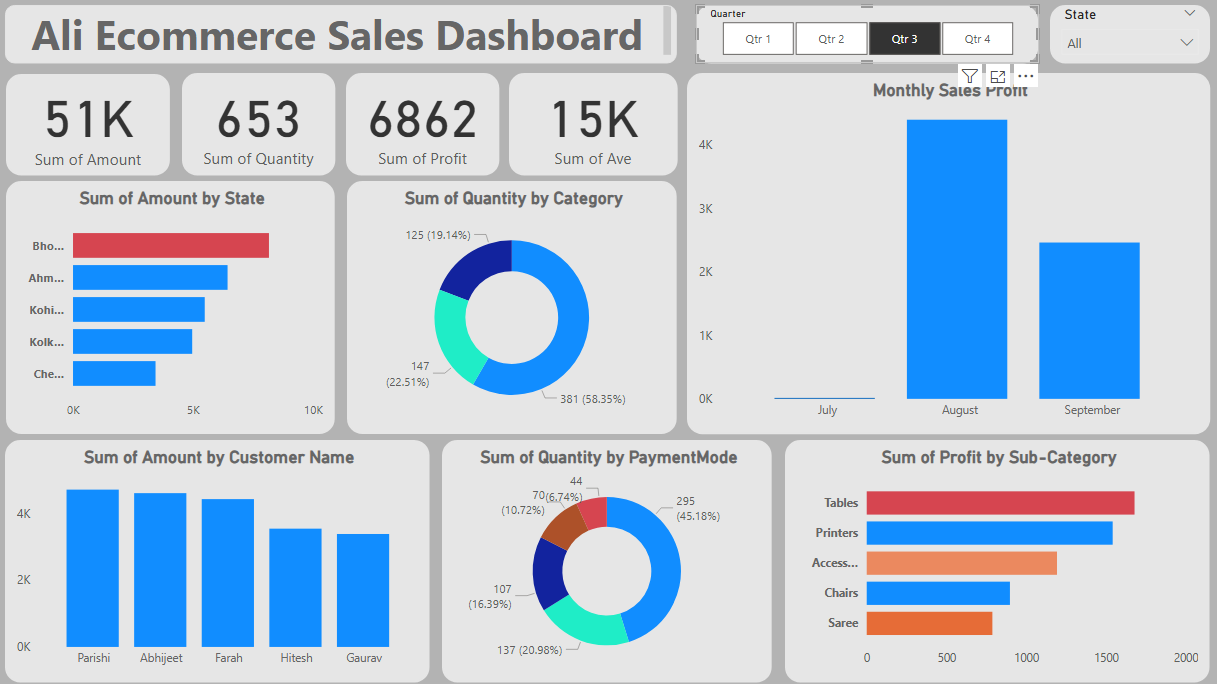 Ali Ecommerce Sales Dashboard
Quarter
Qtr 1
Qtr 2
Qtr 3
Qtr 4
State
All
51K
Sum of Amount
653
Sum of Quantity
6862
Sum of Profit
15K
Sum of Ave
Monthly Sales Profit
4K
3K
2K
1K
0K
July
August
September
Sum of Amount by State
Bho...
Ahm...
Kohi...
Kolk...
Che...
0K
5K
10K
Sum of Quantity by Category
125 (19.14%)
147
(22.51%)
381 (58.35%)
Sum of Amount by Customer Name
4K
2K
0K
Parishi
Abhijeet
Farah
Hitesh
Gaurav
Sum of Quantity by PaymentMode
44
(6.74%)
70
(10.72%)
295
(45.18%)
107
(16.39%)
137 (20.98%)
Sum of Profit by Sub-Category
Tables
Printers
Access...
Chairs
Saree
0
500
1000
1500
2000